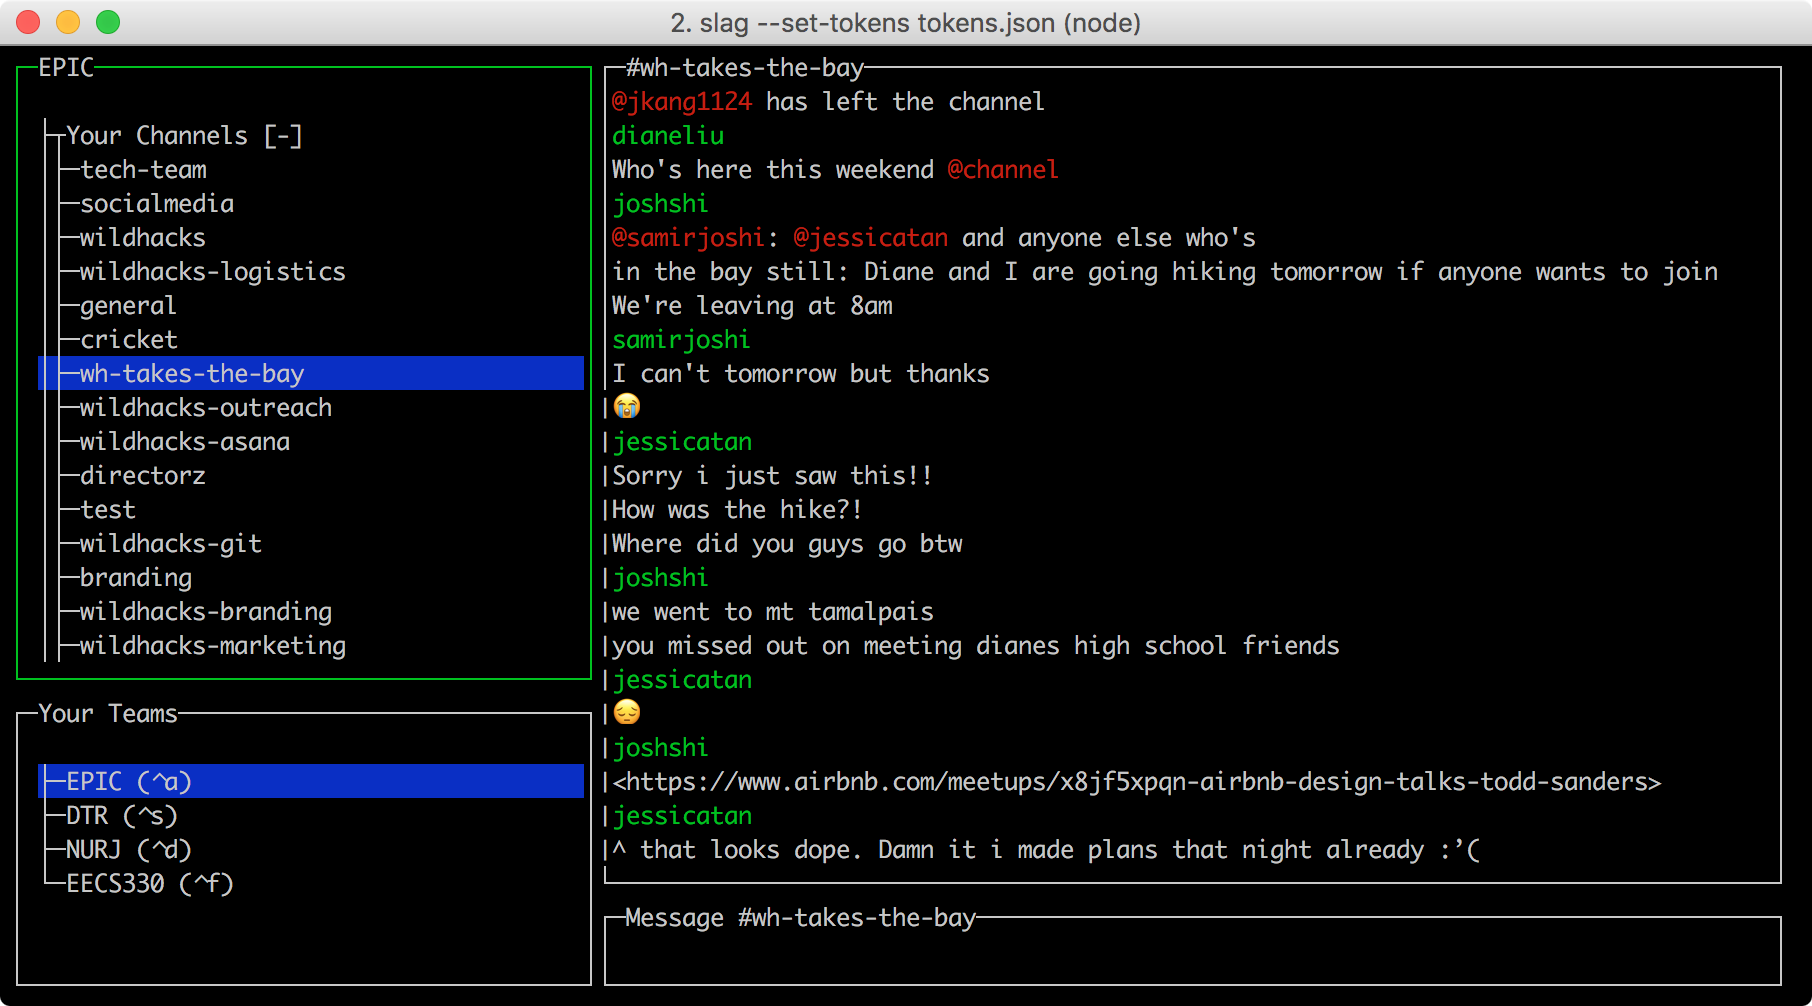 2. slag --set-tokens tokens.json (node)
EPIC
Your Channels [-]
tech-team
socialmedia
wildhacks
wildhacks-logistics
general
cricket
wh-takes-the-bay
wildhacks-outreach
wildhacks-asana
directorz
test
wildhacks-git
branding
wildhacks-branding
wildhacks-marketing
Your Teams
EPIC (^a)
DTR (^s)
NURJ (^d)
EECS330 (^f)
#wh-takes-the-bay
@jkang1124 has left the channel
dianeliu
Who's here this weekend @channel
joshshi
@samirjoshi: @jessicatan and anyone else who's
in the bay still: Diane and I are going hiking tomorrow if anyone wants to join
We're leaving at 8am
samirjoshi
I can't tomorrow but thanks
😭
jessicatan
Sorry i just saw this!!
How was the hike?!
Where did you guys go btw
joshshi
we went to mt tamalpais
you missed out on meeting dianes high school friends
jessicatan
😔
joshshi
<https://www.airbnb.com/meetups/x8jf5xpqn-airbnb-design-talks-todd-sanders>
jessicatan
^ that looks dope. Damn it i made plans that night already :’(
Message #wh-takes-the-bay